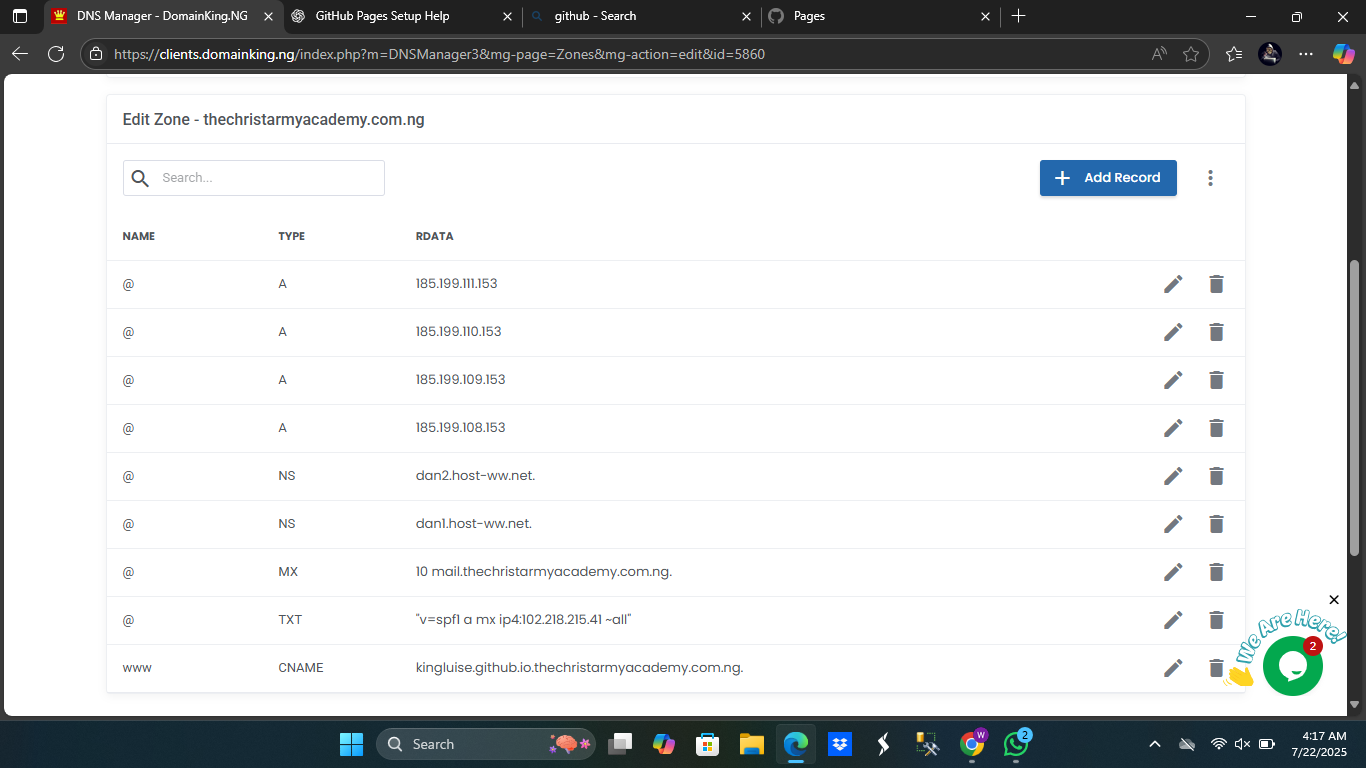 DNS Manager - DomainKing.NG
GitHub Pages Setup Help
github - Search
Pages
https://clients.domainking.ng/index.php?m=DNSManager3&mg-page=Zones&mg-action=edit&id=5860
Edit Zone - thechristarmyacademy.com.ng
Search...
Add Record
NAME TYPE RDATA
@ A 185.199.111.153
@ A 185.199.110.153
@ A 185.199.109.153
@ A 185.199.108.153
@ NS dan2.host-ww.net.
@ NS dan1.host-ww.net.
@ MX 10 mail.thechristarmyacademy.com.ng.
@ TXT "v=spf1 a mx ip4:102.218.215.41 ~all"
www CNAME kingluise.github.io.thechristarmyacademy.com.ng.
We Are Here!
2
Search
W
2
4:17 AM
7/22/2025